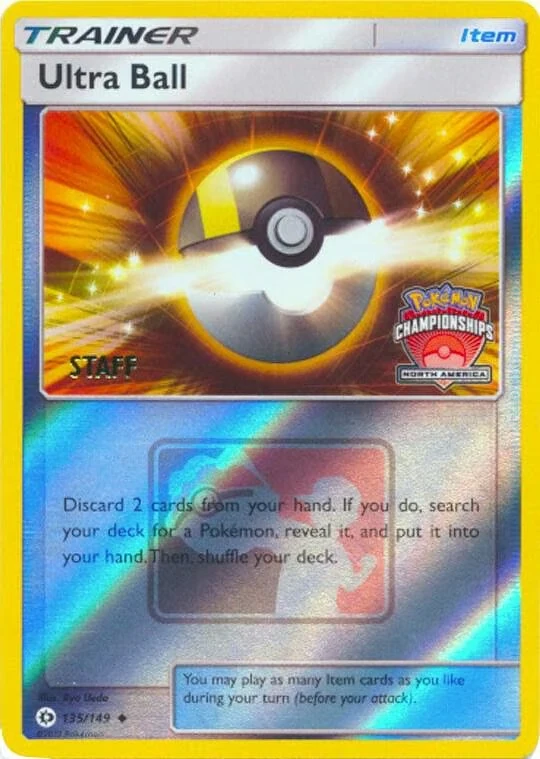 TRAINER
Item
Ultra Ball
STAFF
POKÉMON
CHAMPIONSHIPS
NORTH AMERICA
Discard 2 cards from your hand. If you do, search
your deck for a Pokémon, reveal it, and put it into
your hand. Then, shuffle your deck.
You may play as many Item cards as you like
during your turn (before your attack).
Illus. Ryo Ueda
135/149
©2017 Pokémon